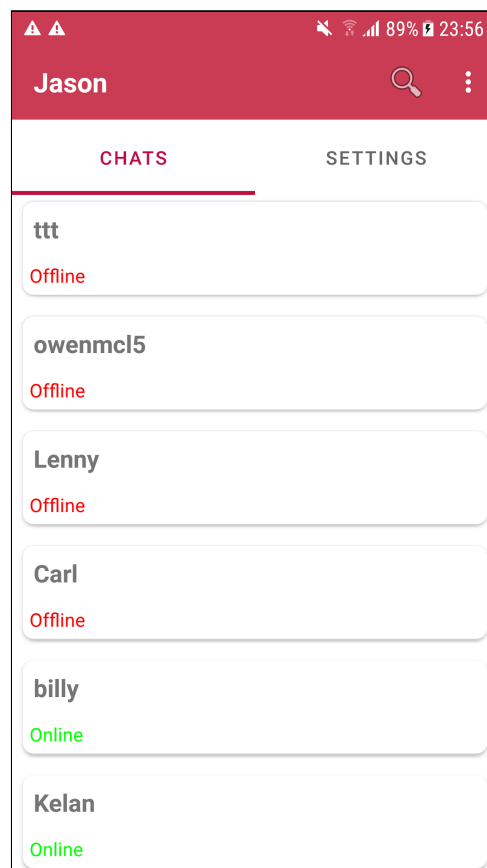 89% 23:56
Jason
CHATS SETTINGS
ttt
Offline
owenmcl5
Offline
Lenny
Offline
Carl
Offline
billy
Online
Kelan
Online